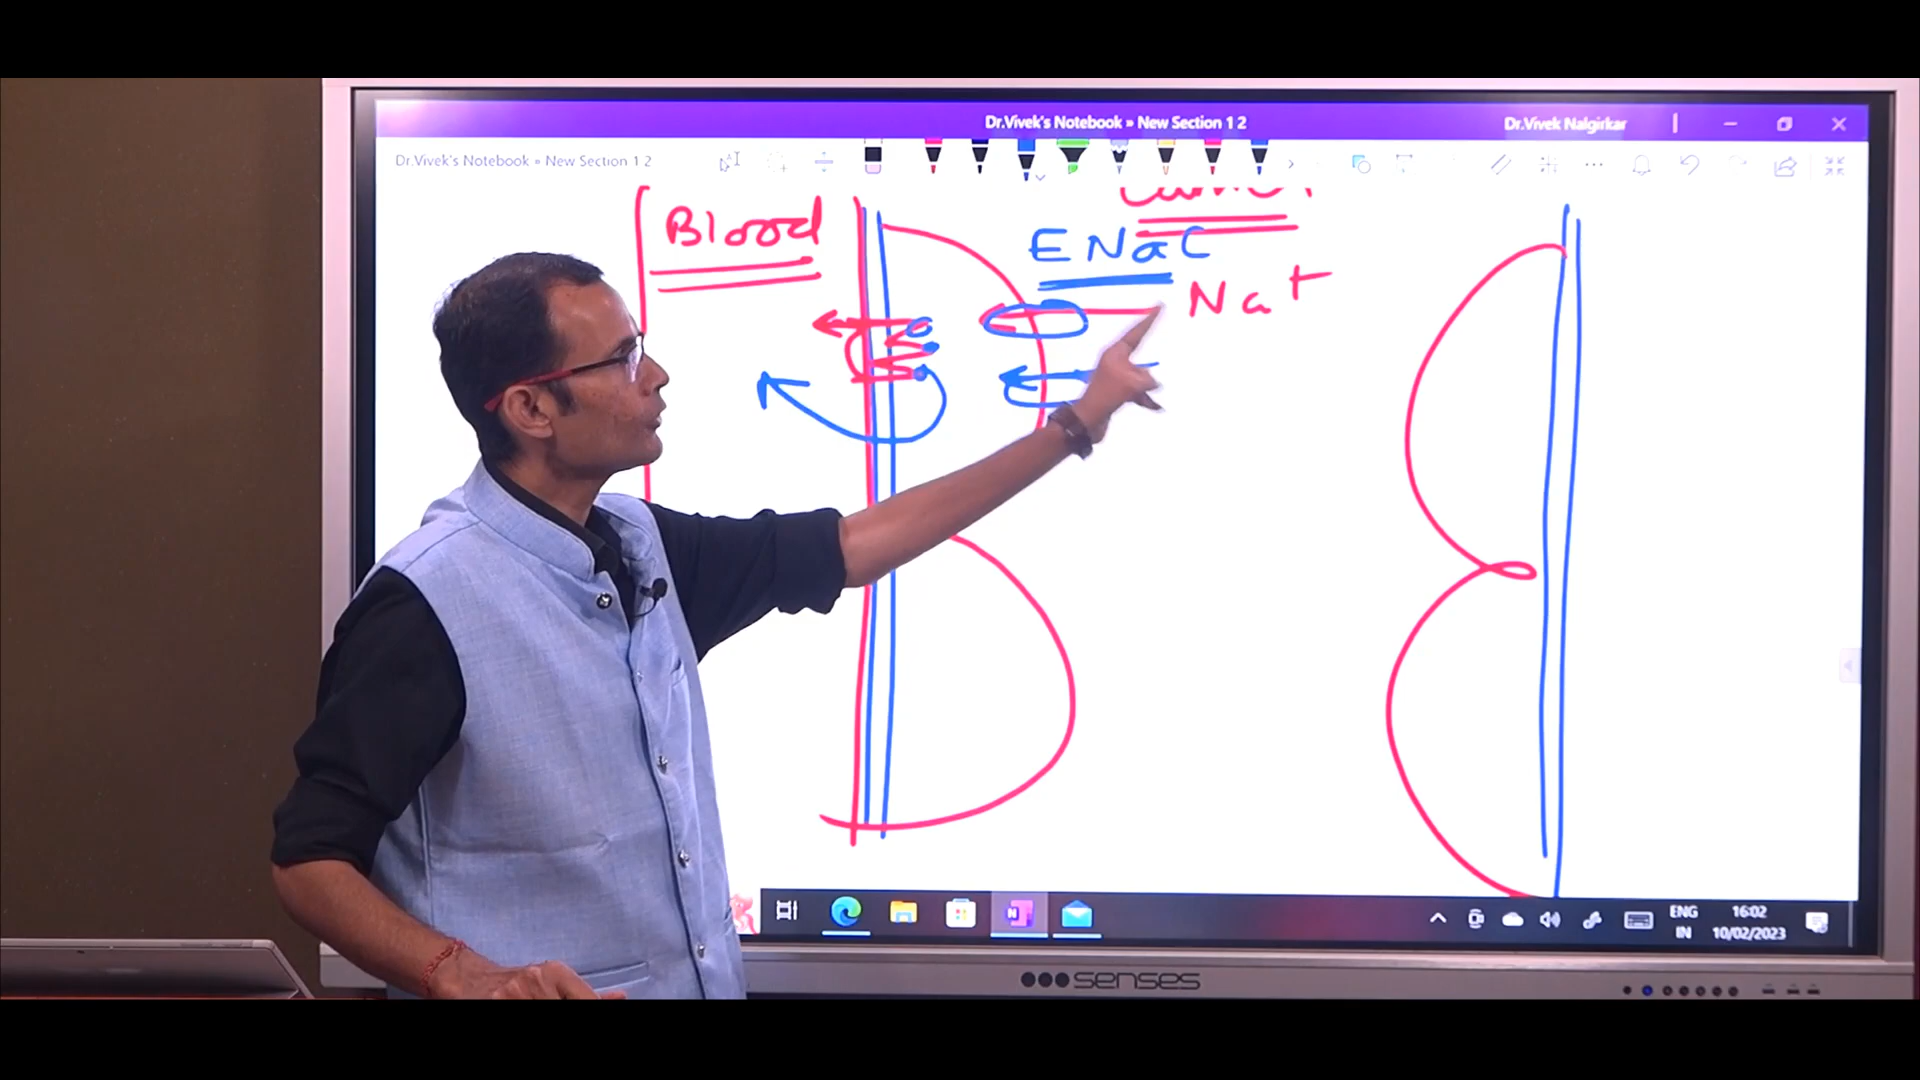 Dr.Vivek's Notebook » New Section 1 2
Dr.Vivek Nalgirkar
Dr.Vivek's Notebook » New Section 1 2
Blood
ENaC
Na+
ENG
IN
16:02
10/02/2023
senses